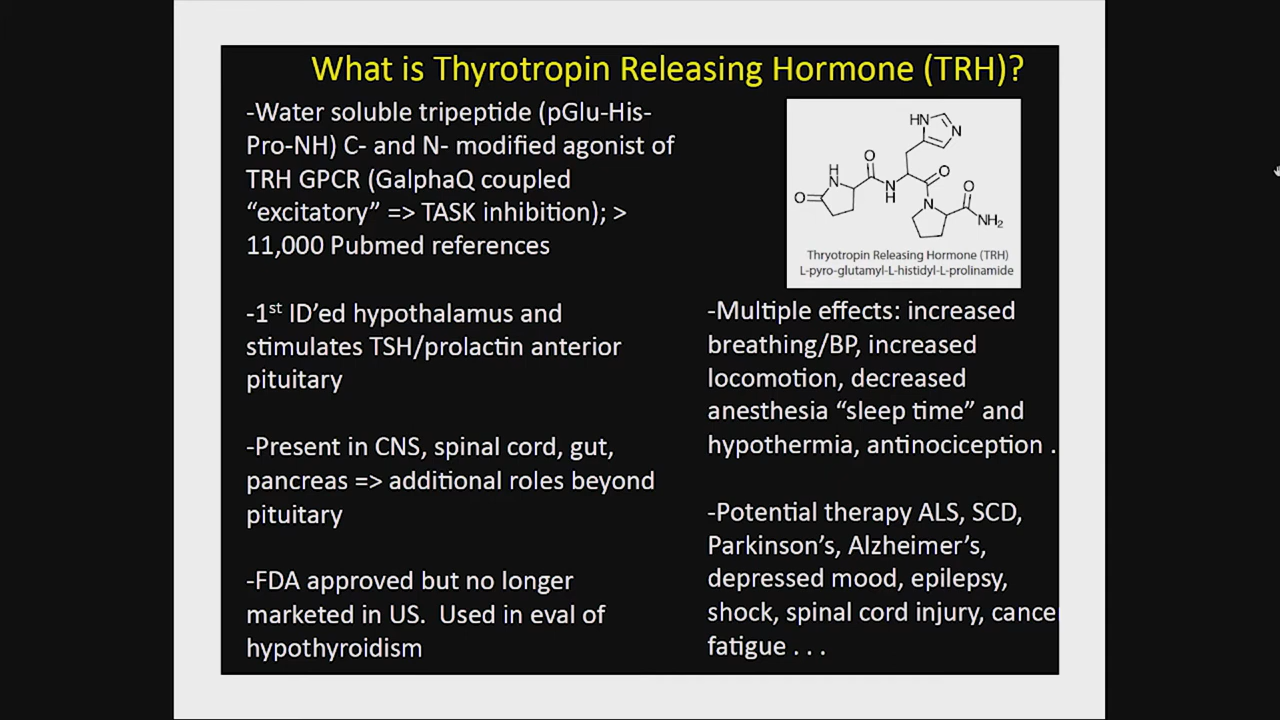 What is Thyrotropin Releasing Hormone (TRH)?
-Water soluble tripeptide (pGlu-His-
Pro-NH) C- and N- modified agonist of
TRH GPCR (GalphaQ coupled
“excitatory” => TASK inhibition); >
11,000 Pubmed references
-1st ID’ed hypothalamus and
stimulates TSH/prolactin anterior
pituitary
-Present in CNS, spinal cord, gut,
pancreas => additional roles beyond
pituitary
-FDA approved but no longer
marketed in US.  Used in eval of
hypothyroidism
HN
N
O
H
N
O
O
N
H
O
N
O
NH2
Thryotropin Releasing Hormone (TRH)
L-pyro-glutamyl-L-histidyl-L-prolinamide
-Multiple effects: increased
breathing/BP, increased
locomotion, decreased
anesthesia “sleep time” and
hypothermia, antinociception .
-Potential therapy ALS, SCD,
Parkinson’s, Alzheimer’s,
depressed mood, epilepsy,
shock, spinal cord injury, cance
fatigue . . .